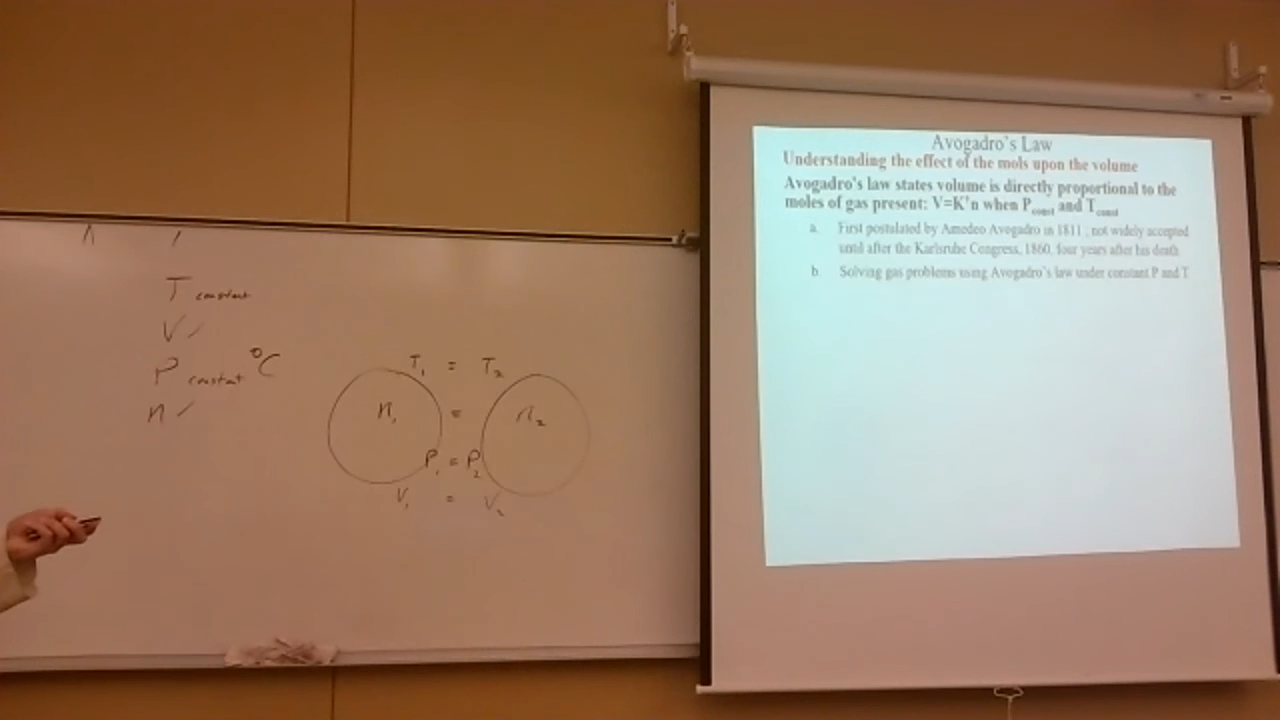 T constant
V
P constant °C
n
T₁ = T₂
n₁ = n₂
P₁ = P₂
V₁ = V₂
Avogadro's Law
Understanding the effect of the mols upon the volume
Avogadro's law states volume is directly proportional to the
moles of gas present: V=K'n when Pconst and Tconst
a. First postulated by Amedeo Avogadro in 1811 , not widely accepted
until after the Karlsruhe Congress, 1860, four years after his death
b. Solving gas problems using Avogadro's law under constant P and T